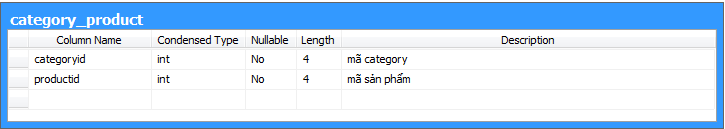 category_product
Column Name Condensed Type Nullable Length Description
categoryid int No 4 mã category
productid int No 4 mã sản phẩm